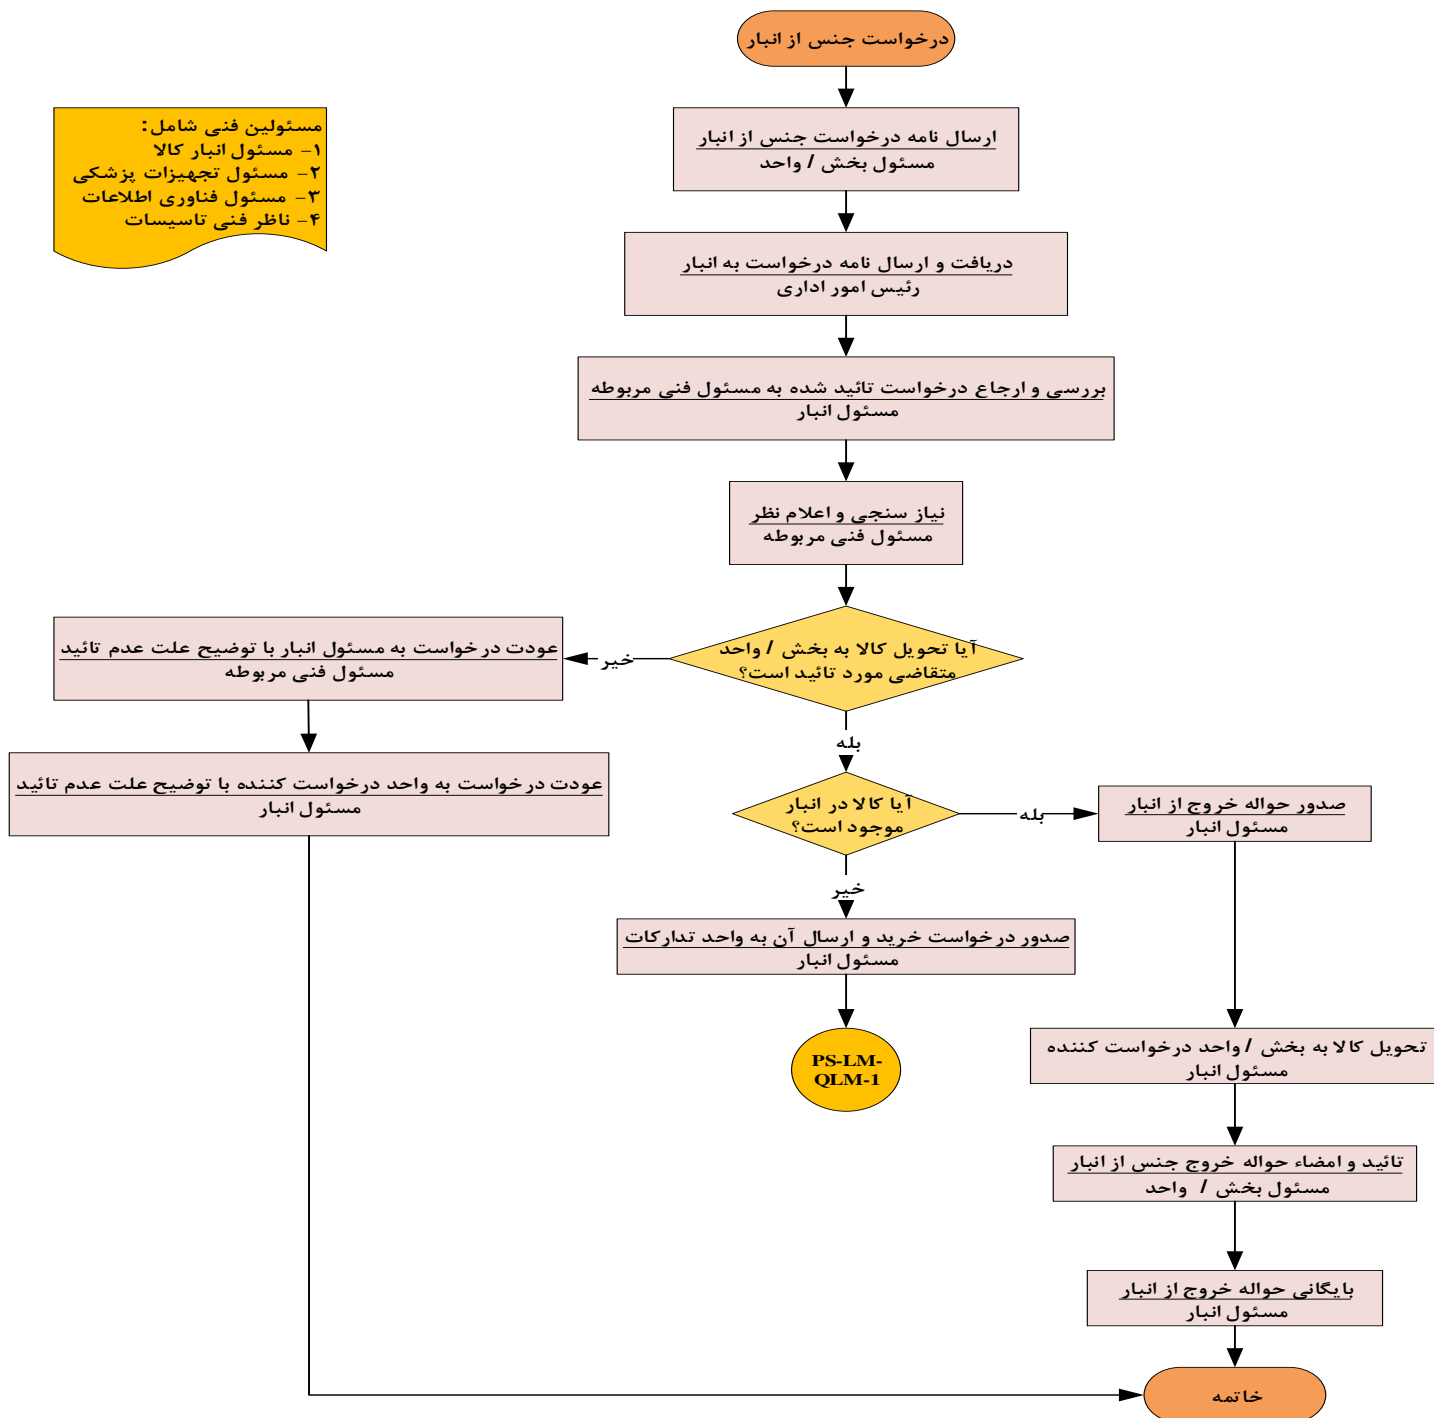 درخواست جنس از انبار
مسئولین فنی شامل:
۱- مسئول انبار کالا
۲- مسئول تجهیزات پزشکی
۳- مسئول فناوری اطلاعات
۴- ناظر فنی تاسیسات
ارسال نامه درخواست جنس از انبار
مسئول بخش / واحد
دریافت و ارسال نامه درخواست به انبار
رئیس امور اداری
بررسی و ارجاع درخواست تائید شده به مسئول فنی مربوطه
مسئول انبار
نیاز سنجی و اعلام نظر
مسئول فنی مربوطه
آیا تحویل کالا به بخش / واحد
متقاضی مورد تائید است؟
خیر
عودت درخواست به مسئول انبار با توضیح علت عدم تائید
مسئول فنی مربوطه
عودت درخواست به واحد درخواست کننده با توضیح علت عدم تائید
مسئول انبار
بله
آیا کالا در انبار
موجود است؟
بله
صدور حواله خروج از انبار
مسئول انبار
خیر
صدور درخواست خرید و ارسال آن به واحد تدارکات
مسئول انبار
PS-LM-
QLM-1
تحویل کالا به بخش / واحد درخواست کننده
مسئول انبار
تائید و امضاء حواله خروج جنس از انبار
مسئول بخش / واحد
بایگانی حواله خروج از انبار
مسئول انبار
خاتمه